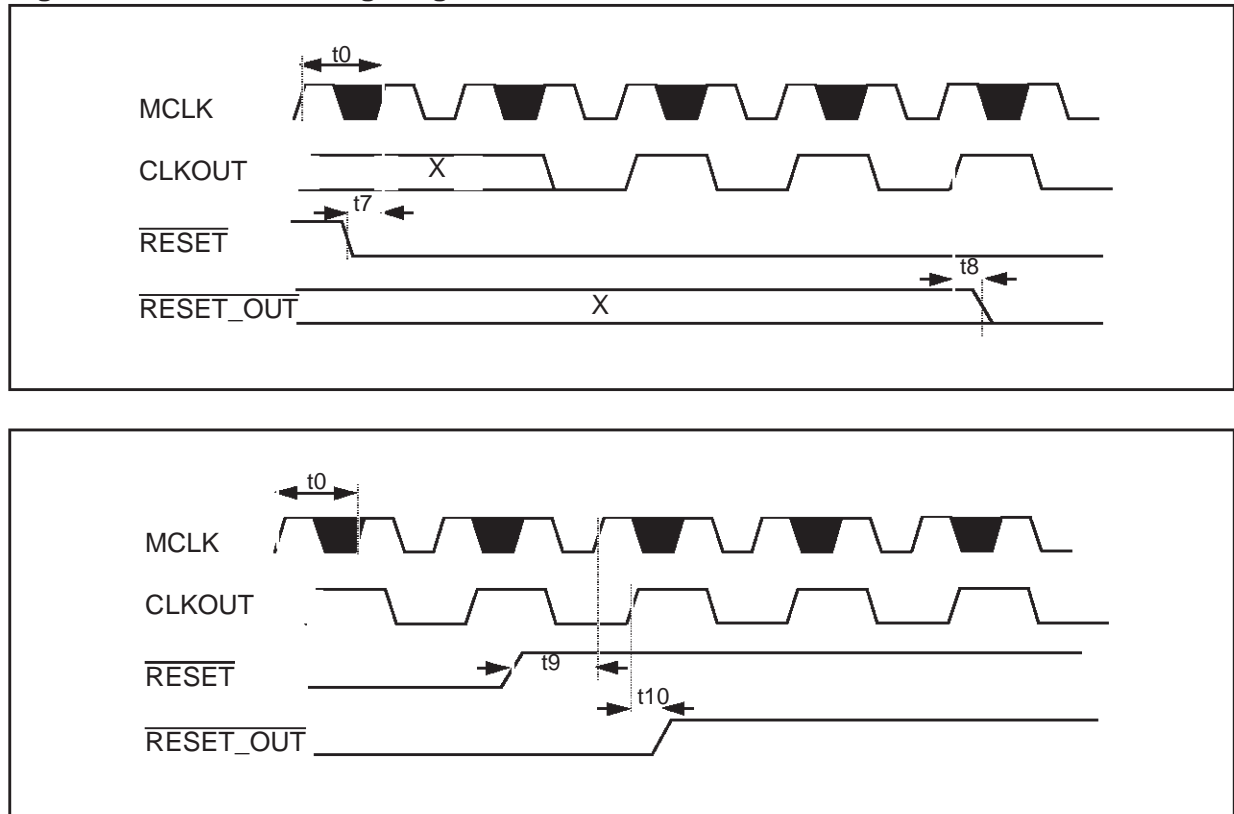 t0
MCLK
CLKOUT
X
t7
RESET
t8
RESET_OUT
X
t0
MCLK
CLKOUT
RESET
t9
t10
RESET_OUT